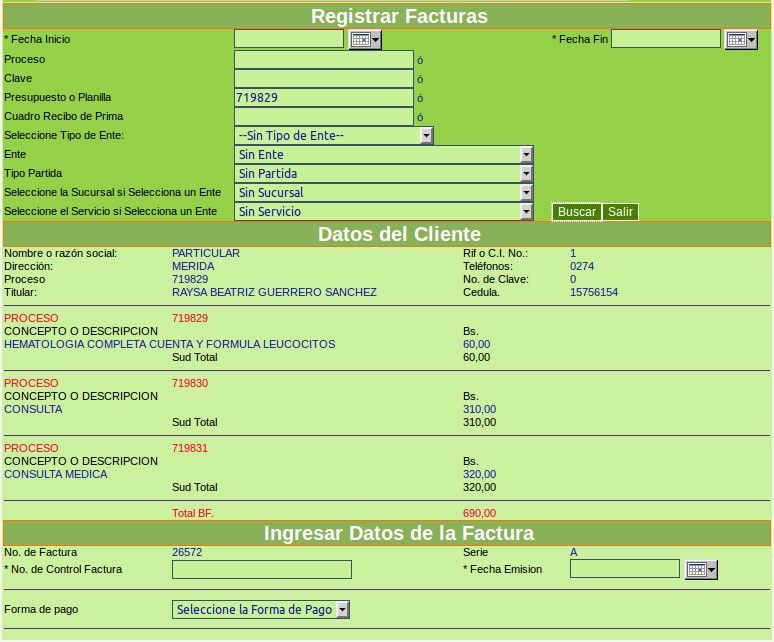 Registrar Facturas
* Fecha Inicio * Fecha Fin
Proceso ó
Clave ó
Presupuesto o Planilla 719829 ó
Cuadro Recibo de Prima ó
Seleccione Tipo de Ente: --Sin Tipo de Ente--
Ente Sin Ente
Tipo Partida Sin Partida
Seleccione la Sucursal si Selecciona un Ente Sin Sucursal
Seleccione el Servicio si Selecciona un Ente Sin Servicio Buscar Salir
Datos del Cliente
Nombre o razón social: PARTICULAR Rif o C.I. No.: 1
Dirección: MERIDA Teléfonos: 0274
Proceso 719829 No. de Clave: 0
Titular: RAYSA BEATRIZ GUERRERO SANCHEZ Cedula. 15756154
PROCESO 719829
CONCEPTO O DESCRIPCION Bs.
HEMATOLOGIA COMPLETA CUENTA Y FORMULA LEUCOCITOS 60,00
Sud Total 60,00
PROCESO 719830
CONCEPTO O DESCRIPCION Bs.
CONSULTA 310,00
Sud Total 310,00
PROCESO 719831
CONCEPTO O DESCRIPCION Bs.
CONSULTA MEDICA 320,00
Sud Total 320,00
Total BF. 690,00
Ingresar Datos de la Factura
No. de Factura 26572 Serie A
* No. de Control Factura * Fecha Emision
Forma de pago Seleccione la Forma de Pago